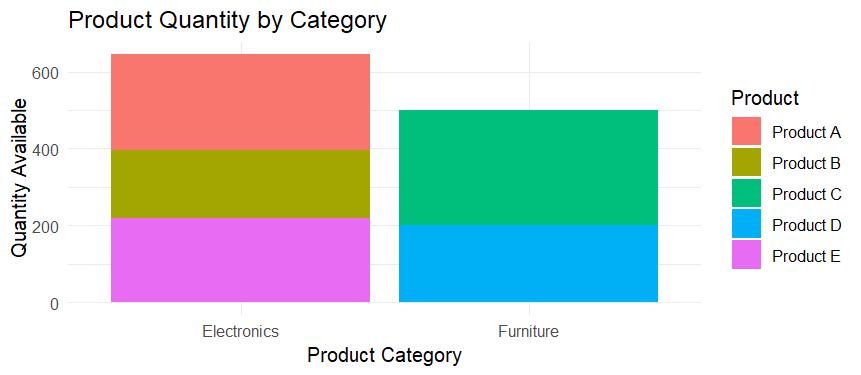 Product Quantity by Category
Quantity Available
600
400
200
0
Electronics
Furniture
Product Category
Product
Product A
Product B
Product C
Product D
Product E